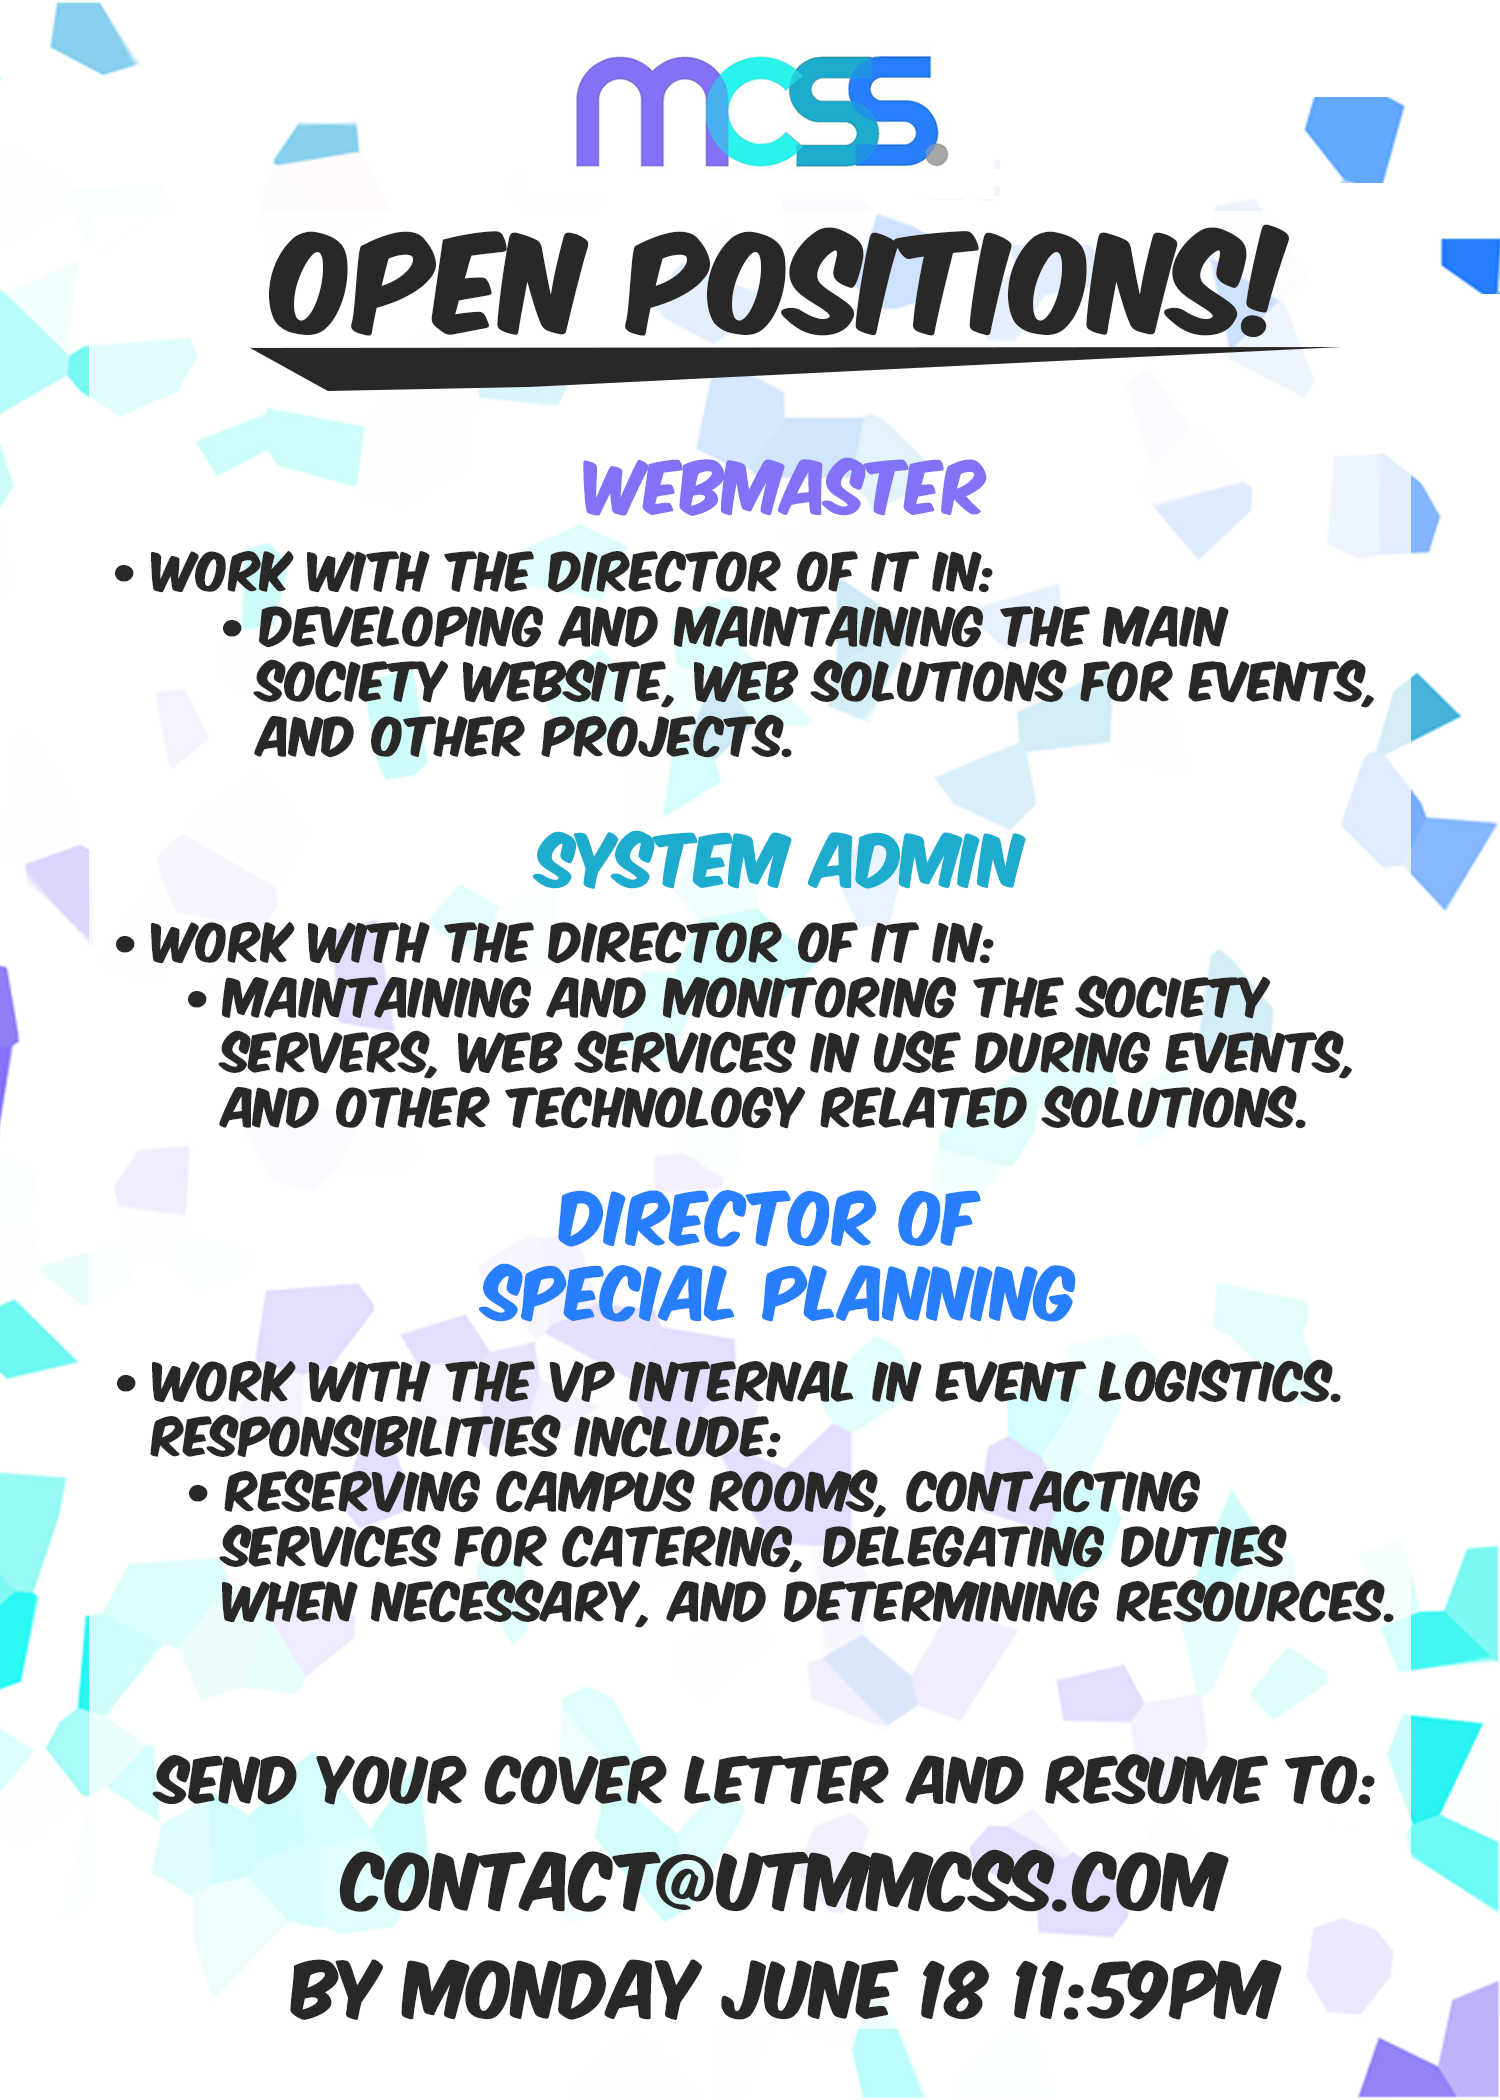 mcss.
OPEN POSITIONS!
WEBMASTER
• WORK WITH THE DIRECTOR OF IT IN:
• DEVELOPING AND MAINTAINING THE MAIN
SOCIETY WEBSITE, WEB SOLUTIONS FOR EVENTS,
AND OTHER PROJECTS.
SYSTEM ADMIN
• WORK WITH THE DIRECTOR OF IT IN:
• MAINTAINING AND MONITORING THE SOCIETY
SERVERS, WEB SERVICES IN USE DURING EVENTS,
AND OTHER TECHNOLOGY RELATED SOLUTIONS.
DIRECTOR OF
SPECIAL PLANNING
• WORK WITH THE VP INTERNAL IN EVENT LOGISTICS.
RESPONSIBILITIES INCLUDE:
• RESERVING CAMPUS ROOMS, CONTACTING
SERVICES FOR CATERING, DELEGATING DUTIES
WHEN NECESSARY, AND DETERMINING RESOURCES.
SEND YOUR COVER LETTER AND RESUME TO:
CONTACT@UTMMCSS.COM
BY MONDAY JUNE 18 11:59PM